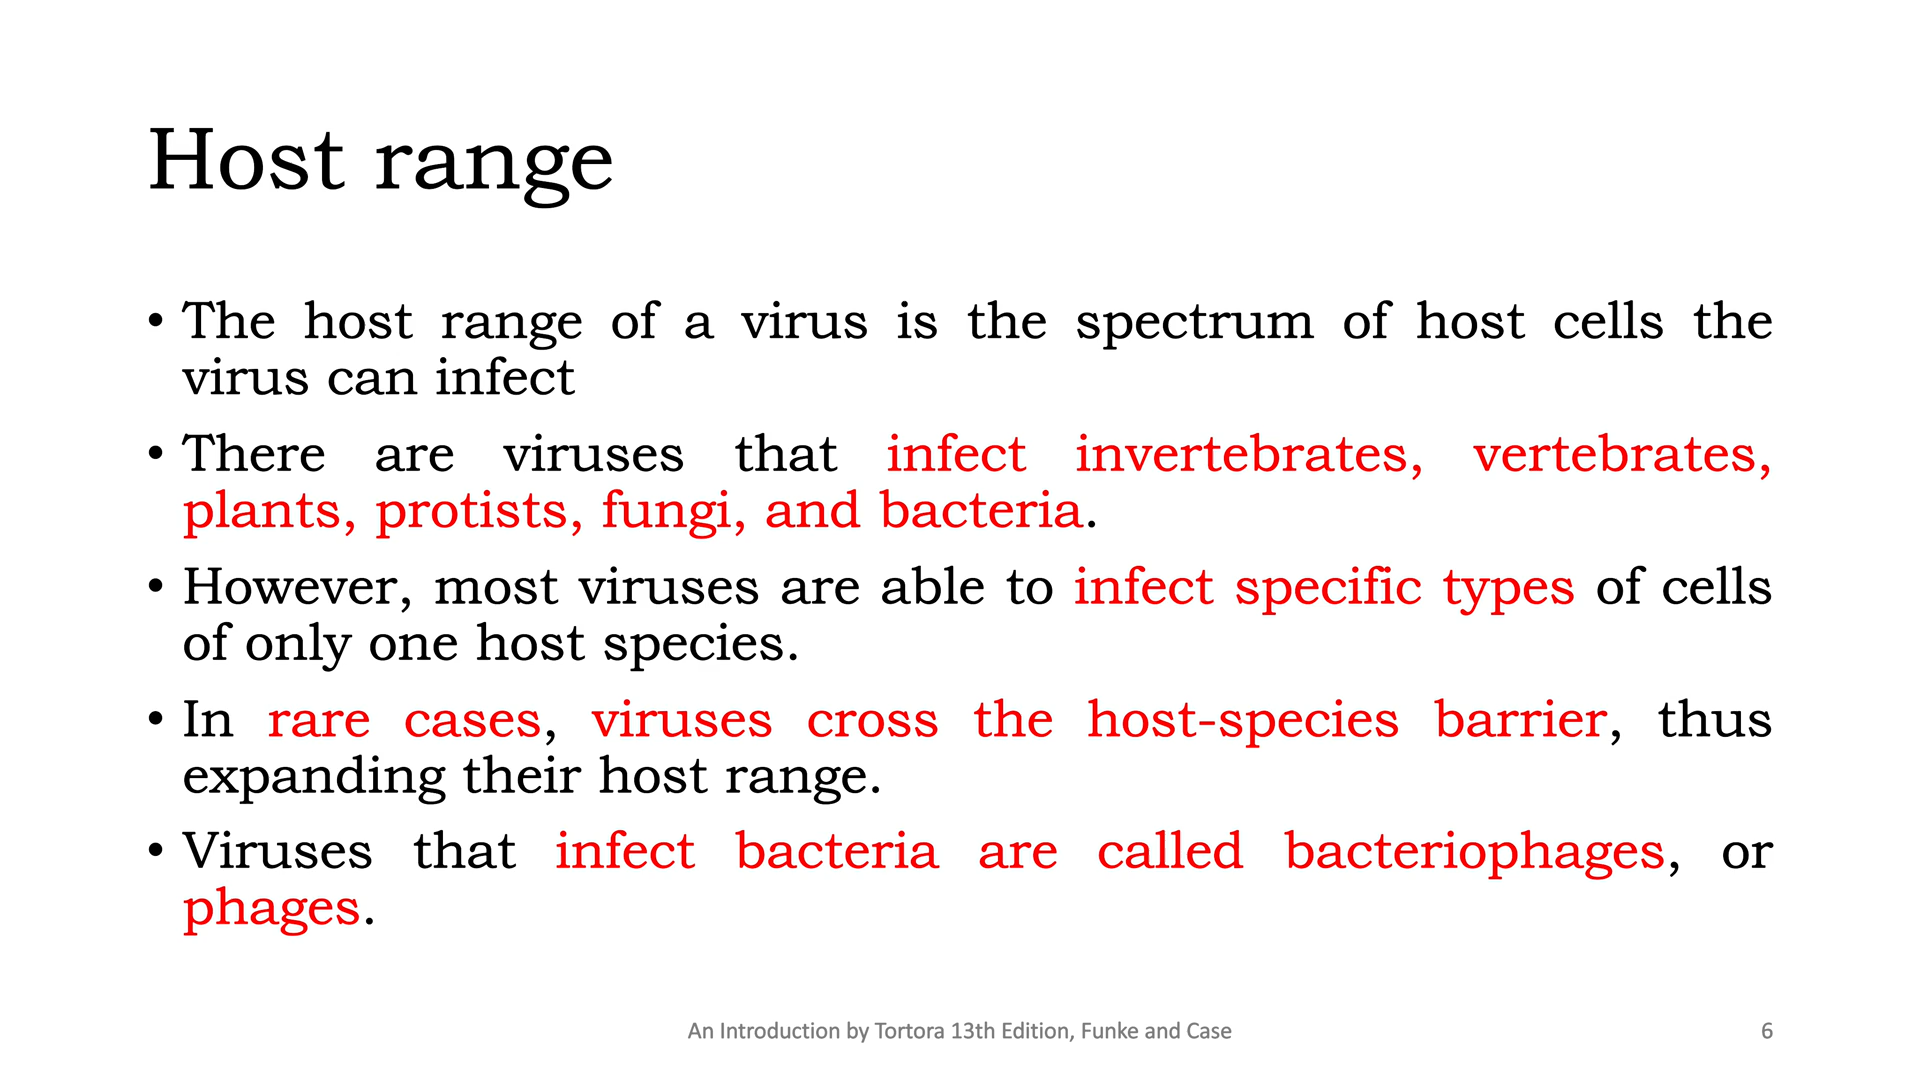 Host range
• The host range of a virus is the spectrum of host cells the
virus can infect
• There are viruses that infect invertebrates, vertebrates,
plants, protists, fungi, and bacteria.
• However, most viruses are able to infect specific types of cells
of only one host species.
• In rare cases, viruses cross the host-species barrier, thus
expanding their host range.
• Viruses that infect bacteria are called bacteriophages, or
phages.
An Introduction by Tortora 13th Edition, Funke and Case
6